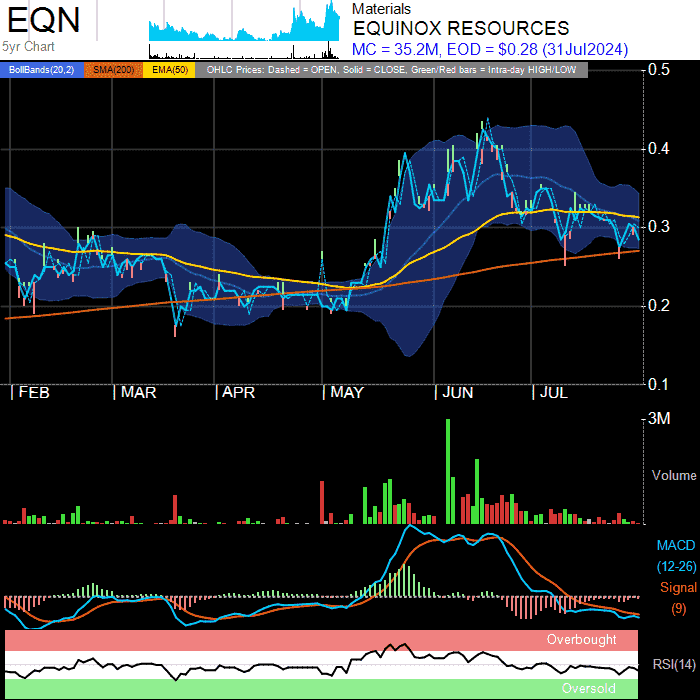 EQN
5yr Chart
Materials
EQUINOX RESOURCES
MC = 35.2M, EOD = $0.28 (31Jul2024)
BollBands(20,2) SMA(200) EMA(50) OHLC Prices: Dashed = OPEN, Solid = CLOSE, Green/Red bars = Intra-day HIGH/LOW
0.5
0.4
0.3
0.2
0.1
FEB MAR APR MAY JUN JUL
3M
Volume
MACD
(12-26)
Signal
(9)
Overbought
RSI(14)
Oversold